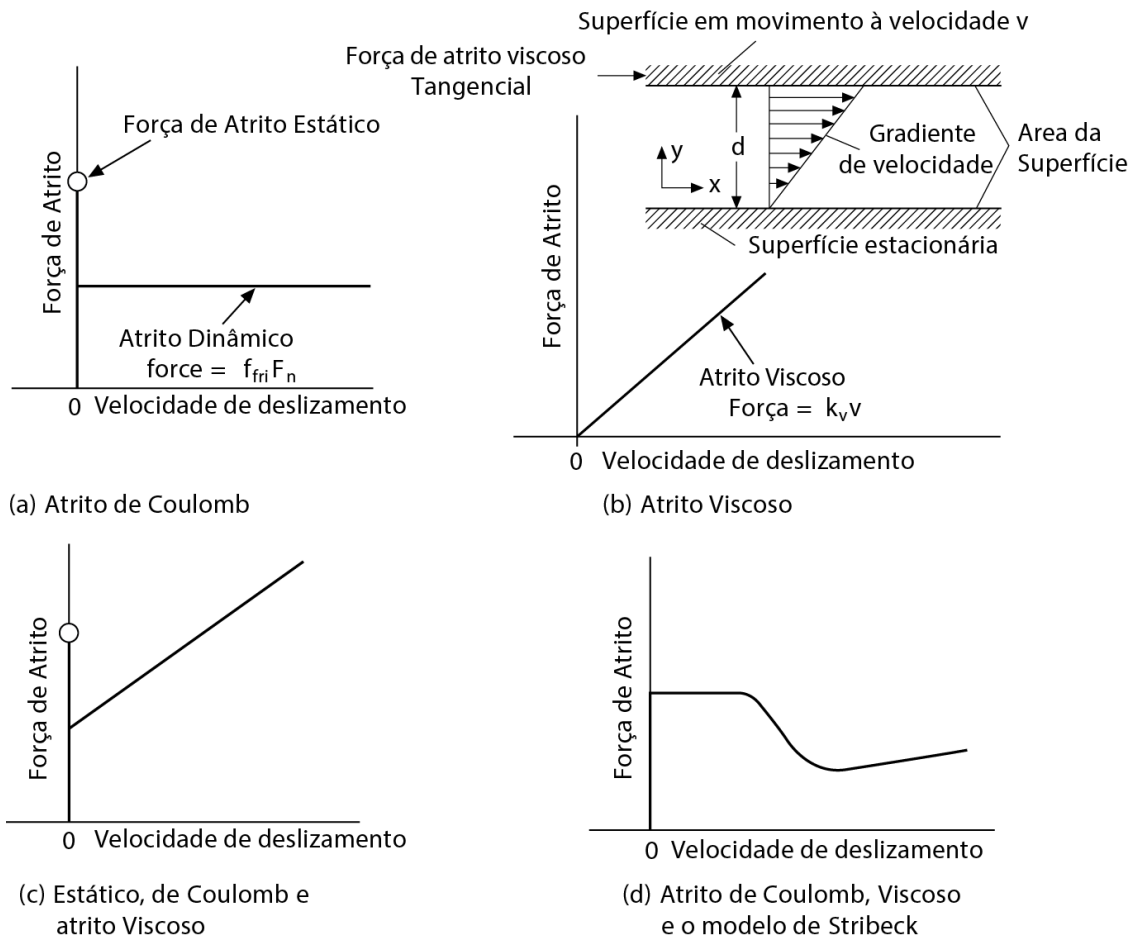 Força de Atrito Estático
Força de Atrito
Atrito Dinâmico
force = f_fri F_n
0 Velocidade de deslizamento
(a) Atrito de Coulomb
Superfície em movimento à velocidade v
Força de atrito viscoso
Tangencial
d
y
x
Gradiente
de velocidade
Area da
Superfície
Superfície estacionária
Força de Atrito
Atrito Viscoso
Força = k_v v
0 Velocidade de deslizamento
(b) Atrito Viscoso
Força de Atrito
0 Velocidade de deslizamento
(c) Estático, de Coulomb e
atrito Viscoso
Força de Atrito
0 Velocidade de deslizamento
(d) Atrito de Coulomb, Viscoso
e o modelo de Stribeck